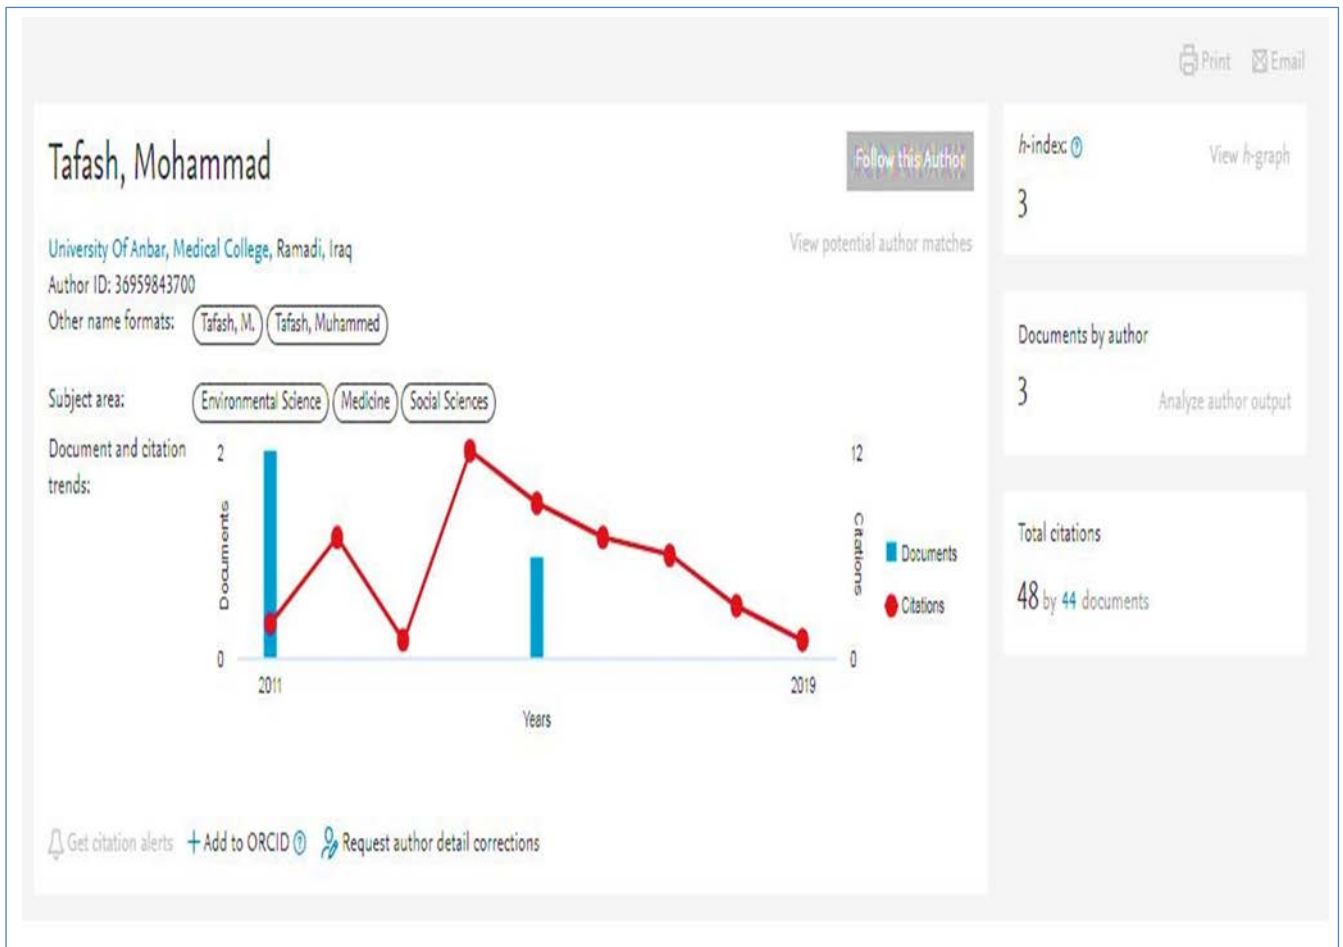 Print Email
Tafash, Mohammad
Follow this Author
University Of Anbar, Medical College, Ramadi, Iraq
View potential author matches
Author ID: 36959843700
Other name formats: Tafash, M. Tafash, Muhammed
Subject area: Environmental Science Medicine Social Sciences
Document and citation
trends:
2
12
Documents
Citations
Documents
Citations
0
0
2011
2019
Years
Get citation alerts + Add to ORCID ? Request author detail corrections
h-index: ?
View h-graph
3
Documents by author
3
Analyze author output
Total citations
48 by 44 documents